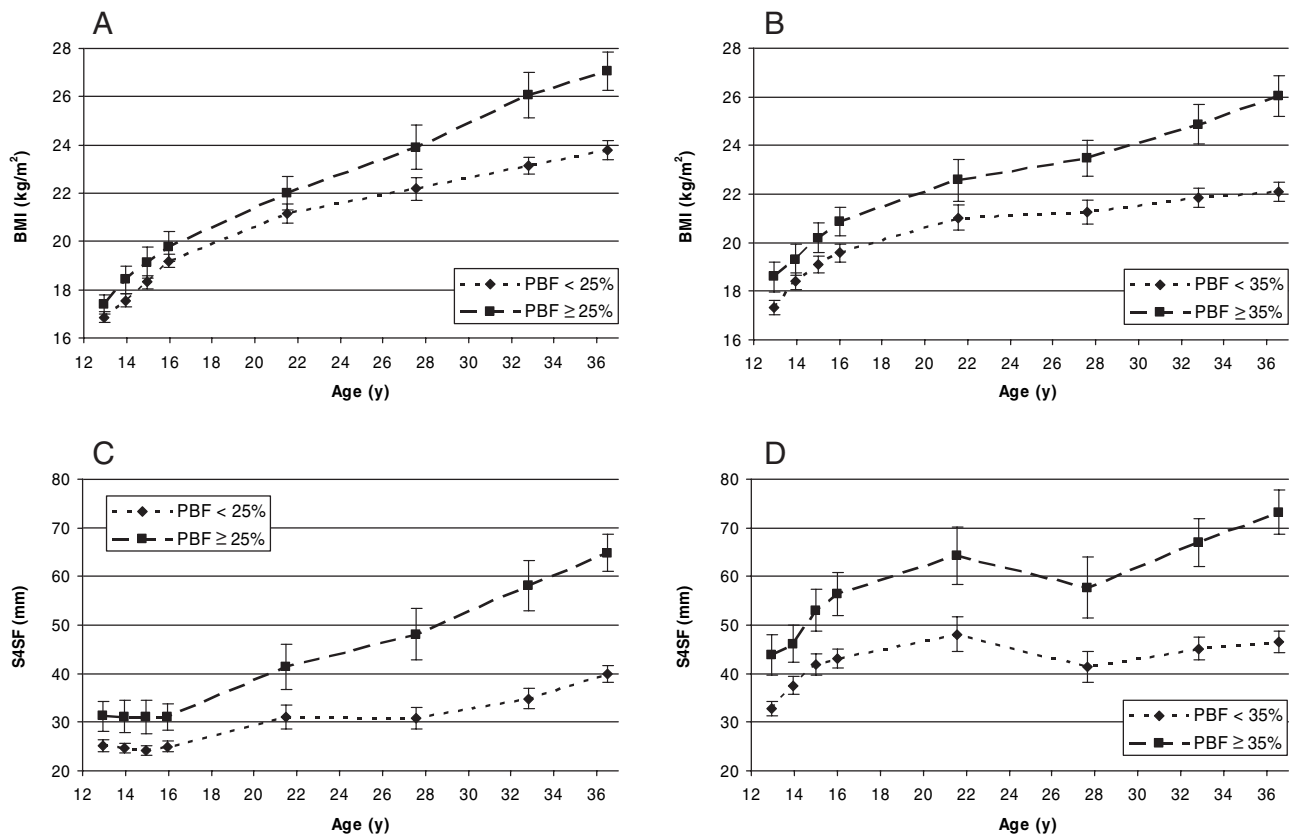 A
BMI (kg/m²)
28
26
24
22
20
18
16
PBF < 25%
PBF ≥ 25%
12 14 16 18 20 22 24 26 28 30 32 34 36
Age (y)
B
BMI (kg/m²)
28
26
24
22
20
18
16
PBF < 35%
PBF ≥ 35%
12 14 16 18 20 22 24 26 28 30 32 34 36
Age (y)
C
S4SF (mm)
80
70
60
50
40
30
20
PBF < 25%
PBF ≥ 25%
12 14 16 18 20 22 24 26 28 30 32 34 36
Age (y)
D
S4SF (mm)
80
70
60
50
40
30
20
PBF < 35%
PBF ≥ 35%
12 14 16 18 20 22 24 26 28 30 32 34 36
Age (y)